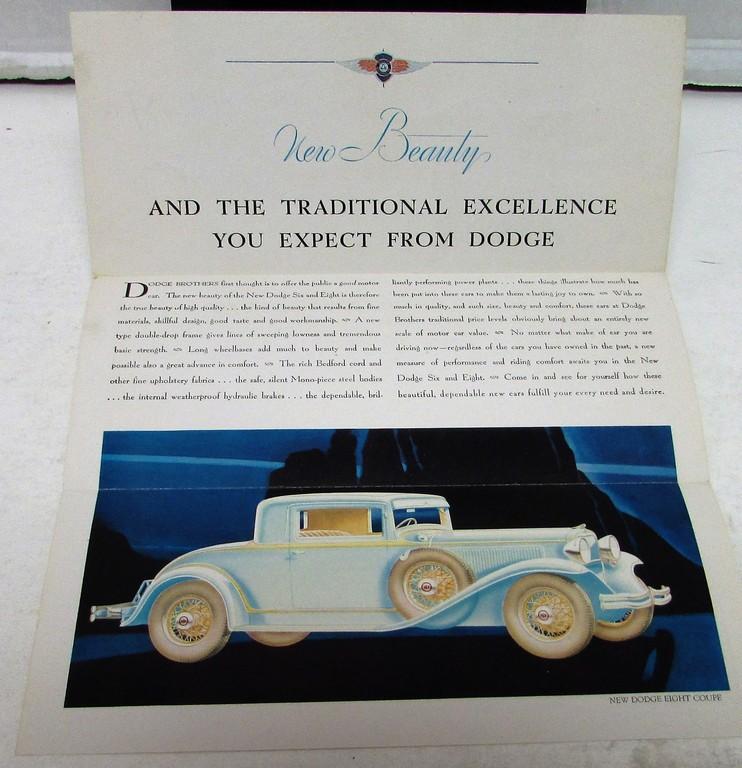 New Beauty
AND THE TRADITIONAL EXCELLENCE
YOU EXPECT FROM DODGE
DODGE BROTHERS first thought is to offer the public a good motor
car. The new beauty of the New Dodge Six and Eight is therefore
the true beauty of high quality . . . the kind of beauty that results from fine
materials, skillful design, good taste and good workmanship. A new
type double-drop frame gives lines of sweeping lowness and tremendous
basic strength. Long wheelbases add much to beauty and make
possible also a great advance in comfort. The rich Bedford cord and
other fine upholstery fabrics . . . the safe, silent Mono-piece steel bodies
. . . the internal weatherproof hydraulic brakes . . . the dependable, bril-
liantly performing power plants . . . these things illustrate how much has
been put into these cars to make them a lasting joy to own. With so
much in quality, and such size, beauty and comfort, these cars at Dodge
Brothers traditional price levels obviously bring about an entirely new
scale of motor car value. No matter what make of car you are
driving now—regardless of the cars you have owned in the past, a new
measure of performance and riding comfort awaits you in the New
Dodge Six and Eight. Come in and see for yourself how these
beautiful, dependable new cars fulfill your every need and desire.
NEW DODGE EIGHT COUPE